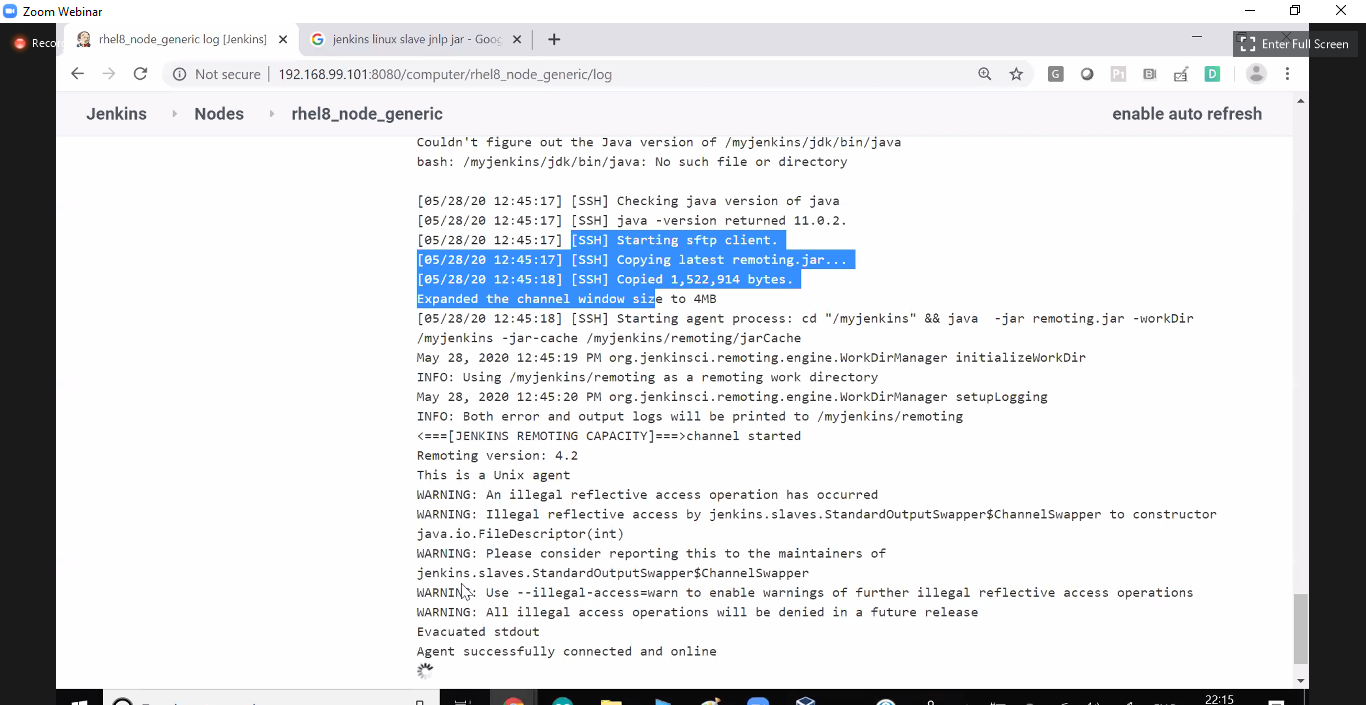 Zoom Webinar
Recor
rhel8_node_generic log [Jenkins]
jenkins linux slave jnlp jar - Goog
Enter Full Screen
Not secure
192.168.99.101:8080/computer/rhel8_node_generic/log
Jenkins
Nodes
rhel8_node_generic
enable auto refresh
Couldn't figure out the Java version of /myjenkins/jdk/bin/java
bash: /myjenkins/jdk/bin/java: No such file or directory
[05/28/20 12:45:17] [SSH] Checking java version of java
[05/28/20 12:45:17] [SSH] java -version returned 11.0.2.
[05/28/20 12:45:17] [SSH] Starting sftp client.
[05/28/20 12:45:17] [SSH] Copying latest remoting.jar...
[05/28/20 12:45:18] [SSH] Copied 1,522,914 bytes.
Expanded the channel window size to 4MB
[05/28/20 12:45:18] [SSH] Starting agent process: cd "/myjenkins" && java  -jar remoting.jar -workDir
/myjenkins -jar-cache /myjenkins/remoting/jarCache
May 28, 2020 12:45:19 PM org.jenkinsci.remoting.engine.WorkDirManager initializeWorkDir
INFO: Using /myjenkins/remoting as a remoting work directory
May 28, 2020 12:45:20 PM org.jenkinsci.remoting.engine.WorkDirManager setupLogging
INFO: Both error and output logs will be printed to /myjenkins/remoting
<===[JENKINS REMOTING CAPACITY]===>channel started
Remoting version: 4.2
This is a Unix agent
WARNING: An illegal reflective access operation has occurred
WARNING: Illegal reflective access by jenkins.slaves.StandardOutputSwapper$ChannelSwapper to constructor
java.io.FileDescriptor(int)
WARNING: Please consider reporting this to the maintainers of
jenkins.slaves.StandardOutputSwapper$ChannelSwapper
WARNING: Use --illegal-access=warn to enable warnings of further illegal reflective access operations
WARNING: All illegal access operations will be denied in a future release
Evacuated stdout
Agent successfully connected and online
22:15